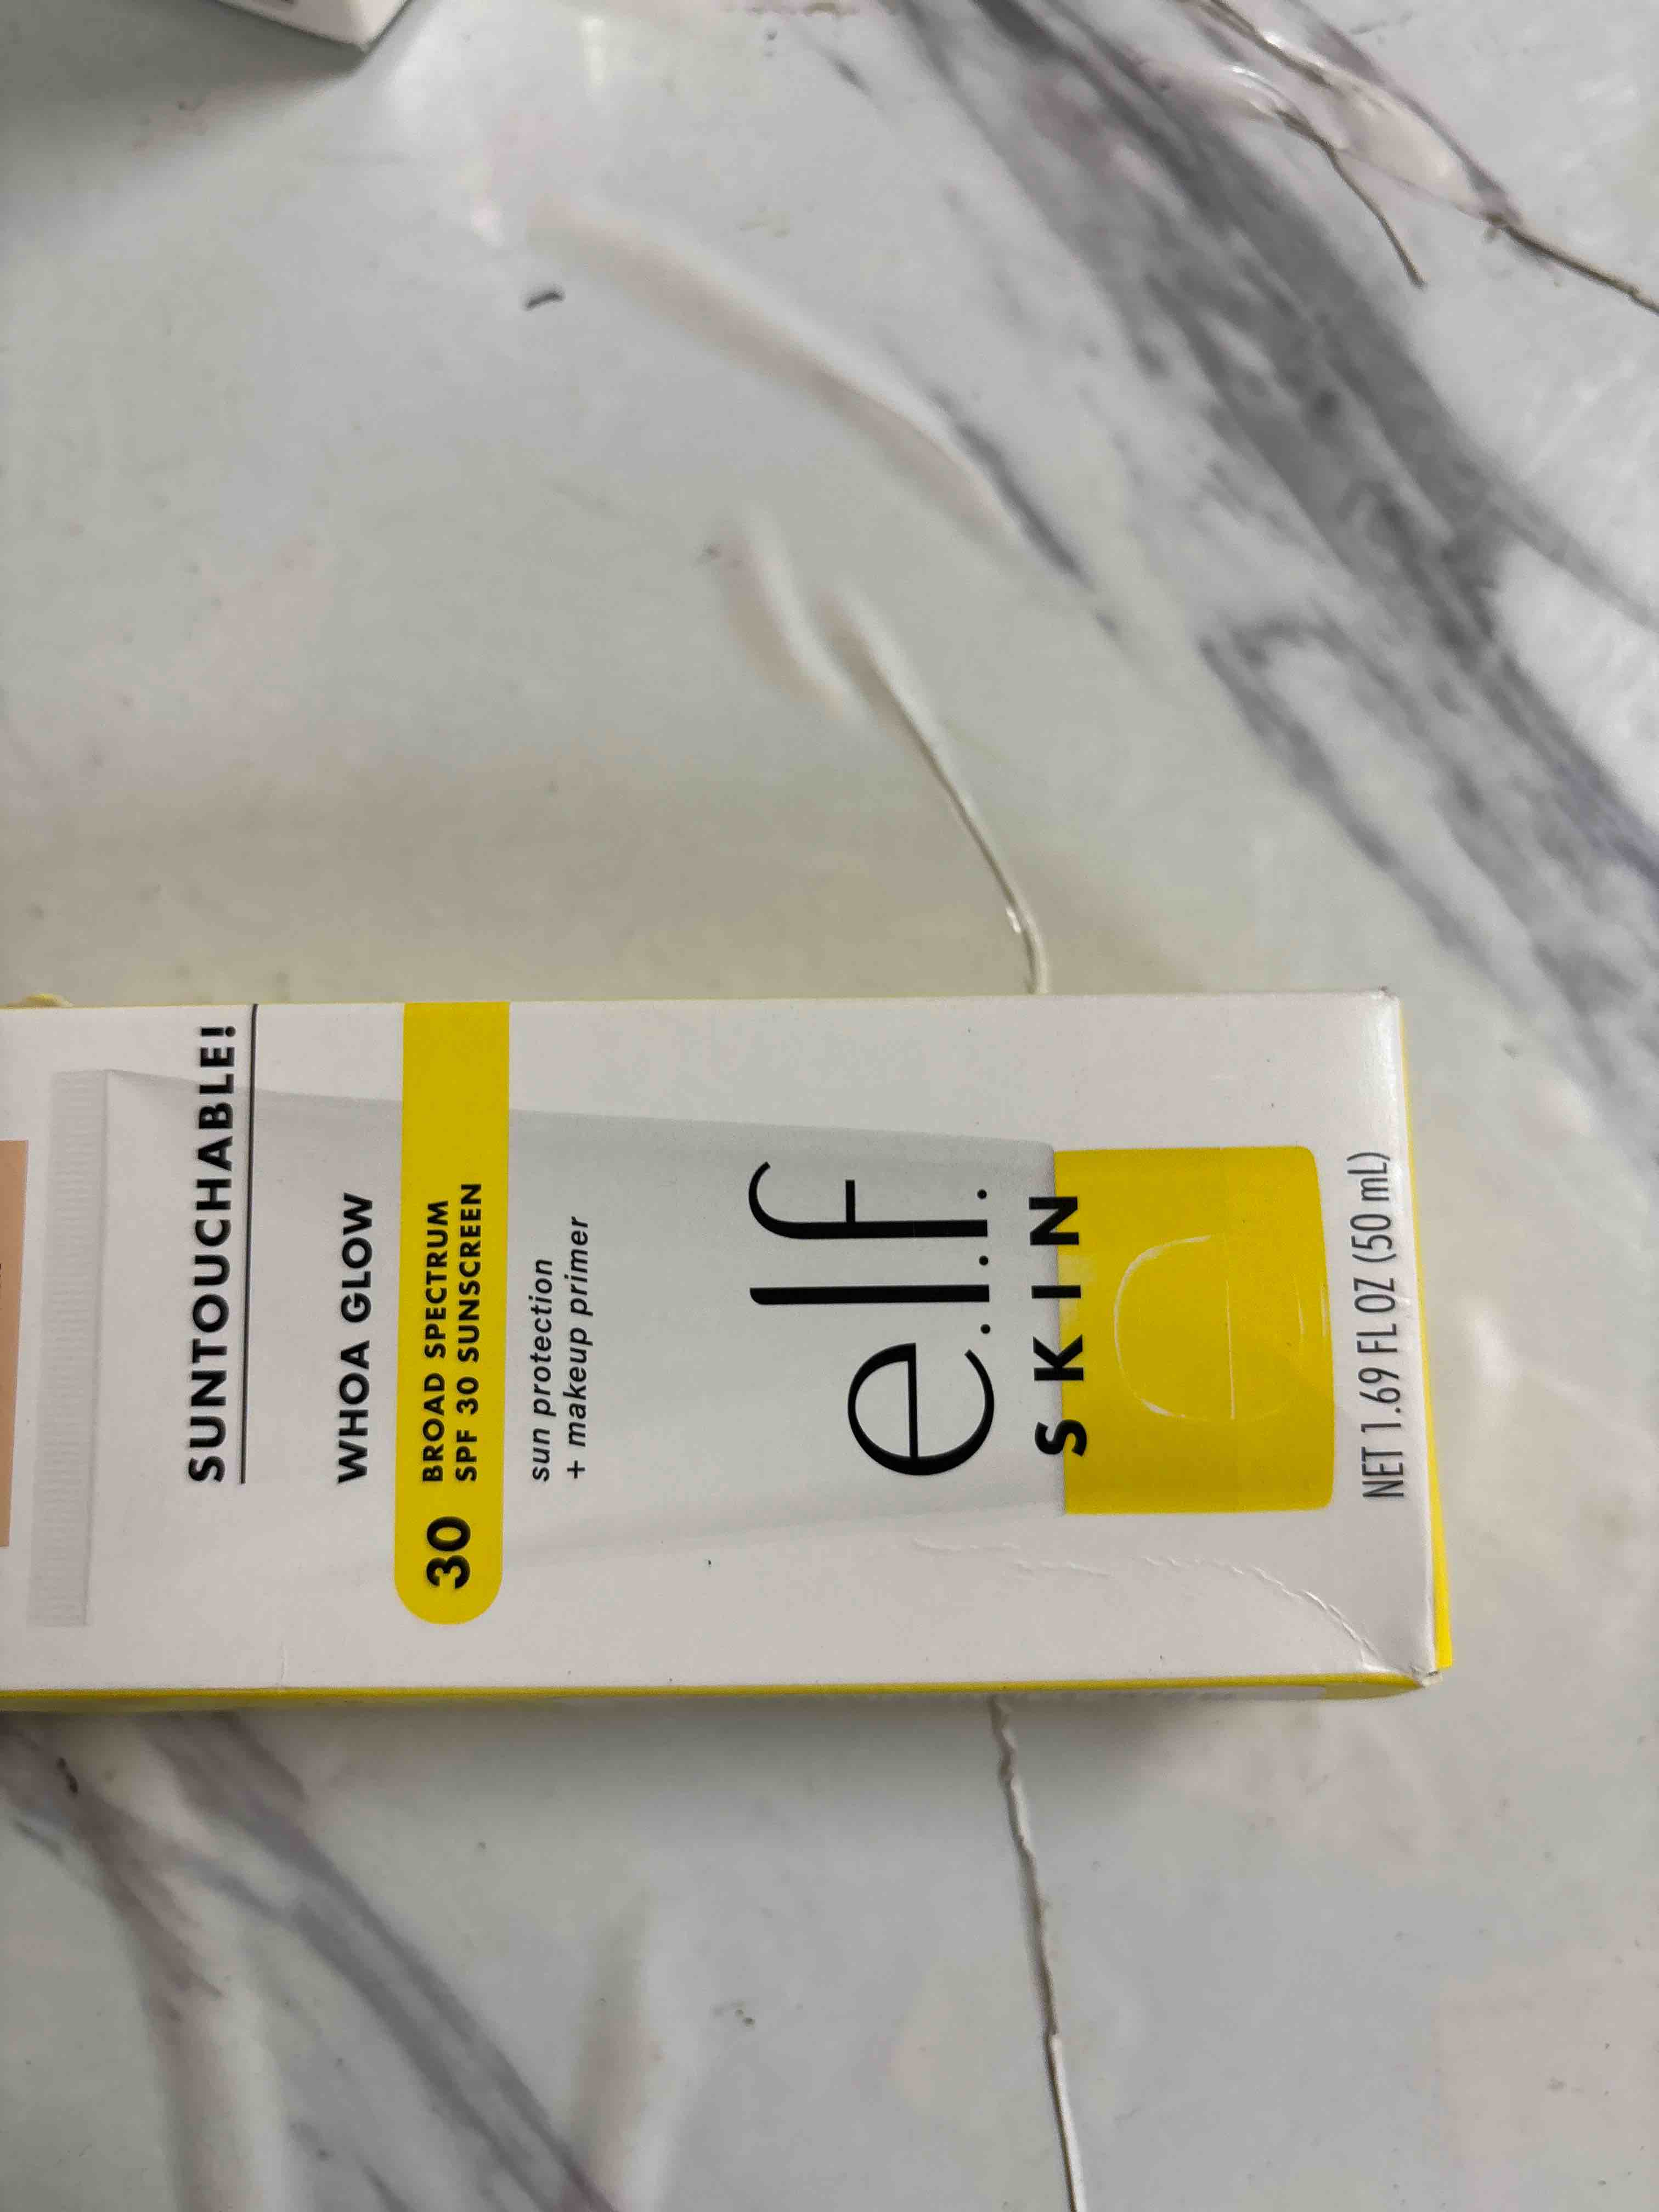 SUNTOUCHABLE!
WHOA GLOW
30
BROAD SPECTRUM
SPF 30 SUNSCREEN
sun protection
+ makeup primer
e.l.f.
SKIN
NET 1.69 FL OZ (50 mL)